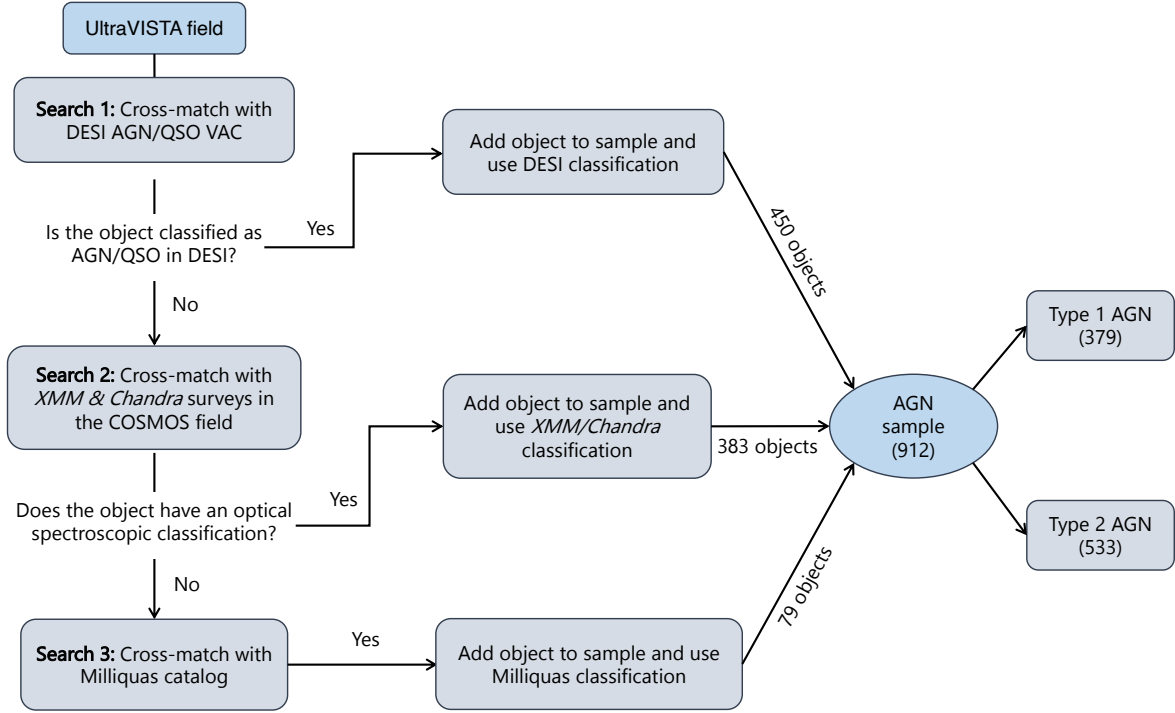 UltraVISTA field
Search 1: Cross-match with
DESI AGN/QSO VAC
Is the object classified as
AGN/QSO in DESI?
Yes
Add object to sample and
use DESI classification
450 objects
No
Search 2: Cross-match with
XMM & Chandra surveys in
the COSMOS field
Does the object have an optical
spectroscopic classification?
Yes
Add object to sample and
use XMM/Chandra
classification
383 objects
No
Search 3: Cross-match with
Milliquas catalog
Yes
Add object to sample and use
Milliquas classification
79 objects
AGN
sample
(912)
Type 1 AGN
(379)
Type 2 AGN
(533)